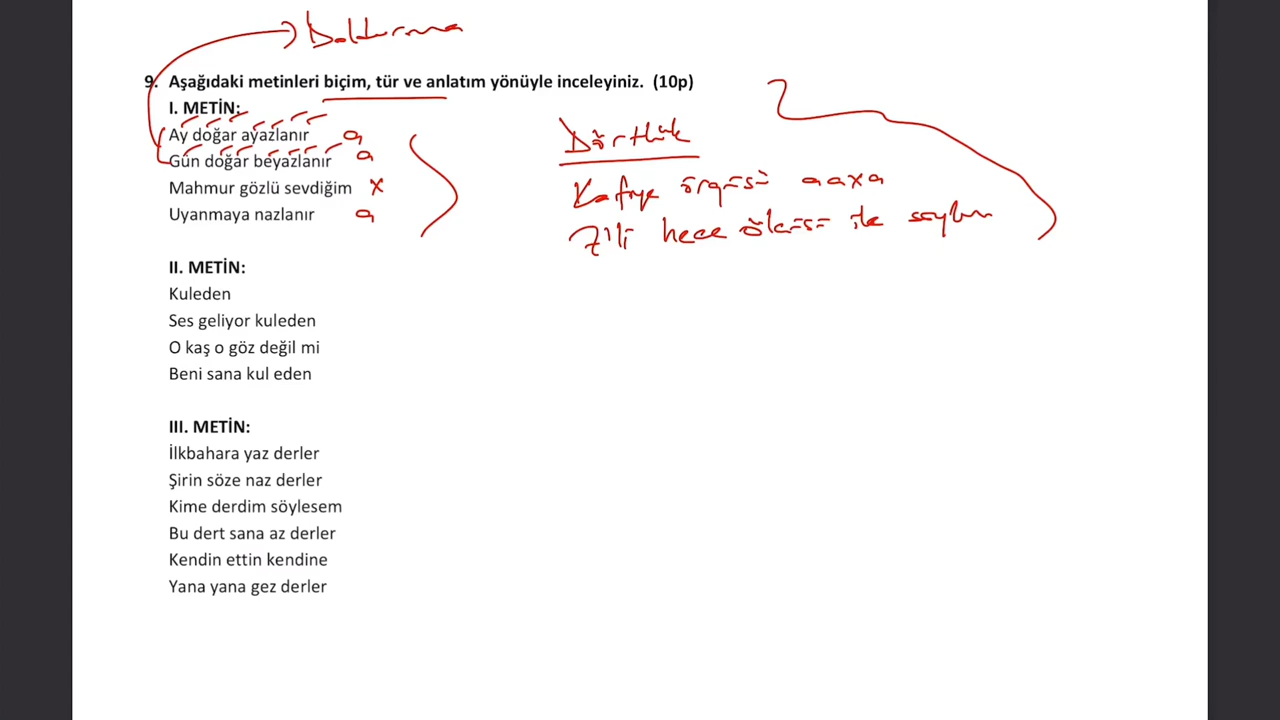 Doldurma
9. Aşağıdaki metinleri biçim, tür ve anlatım yönüyle inceleyiniz. (10p)
I. METİN:
Ay doğar ayazlanır a
Gün doğar beyazlanır a
Mahmur gözlü sevdiğim x
Uyanmaya nazlanır a
Dörtlük
Kafiye örgüsü aaxa
7'li hece ölçüsü ile
II. METİN:
Kuleden
Ses geliyor kuleden
O kaş o göz değil mi
Beni sana kul eden
III. METİN:
İlkbahara yaz derler
Şirin söze naz derler
Kime derdim söylesem
Bu dert sana az derler
Kendin ettin kendine
Yana yana gez derler